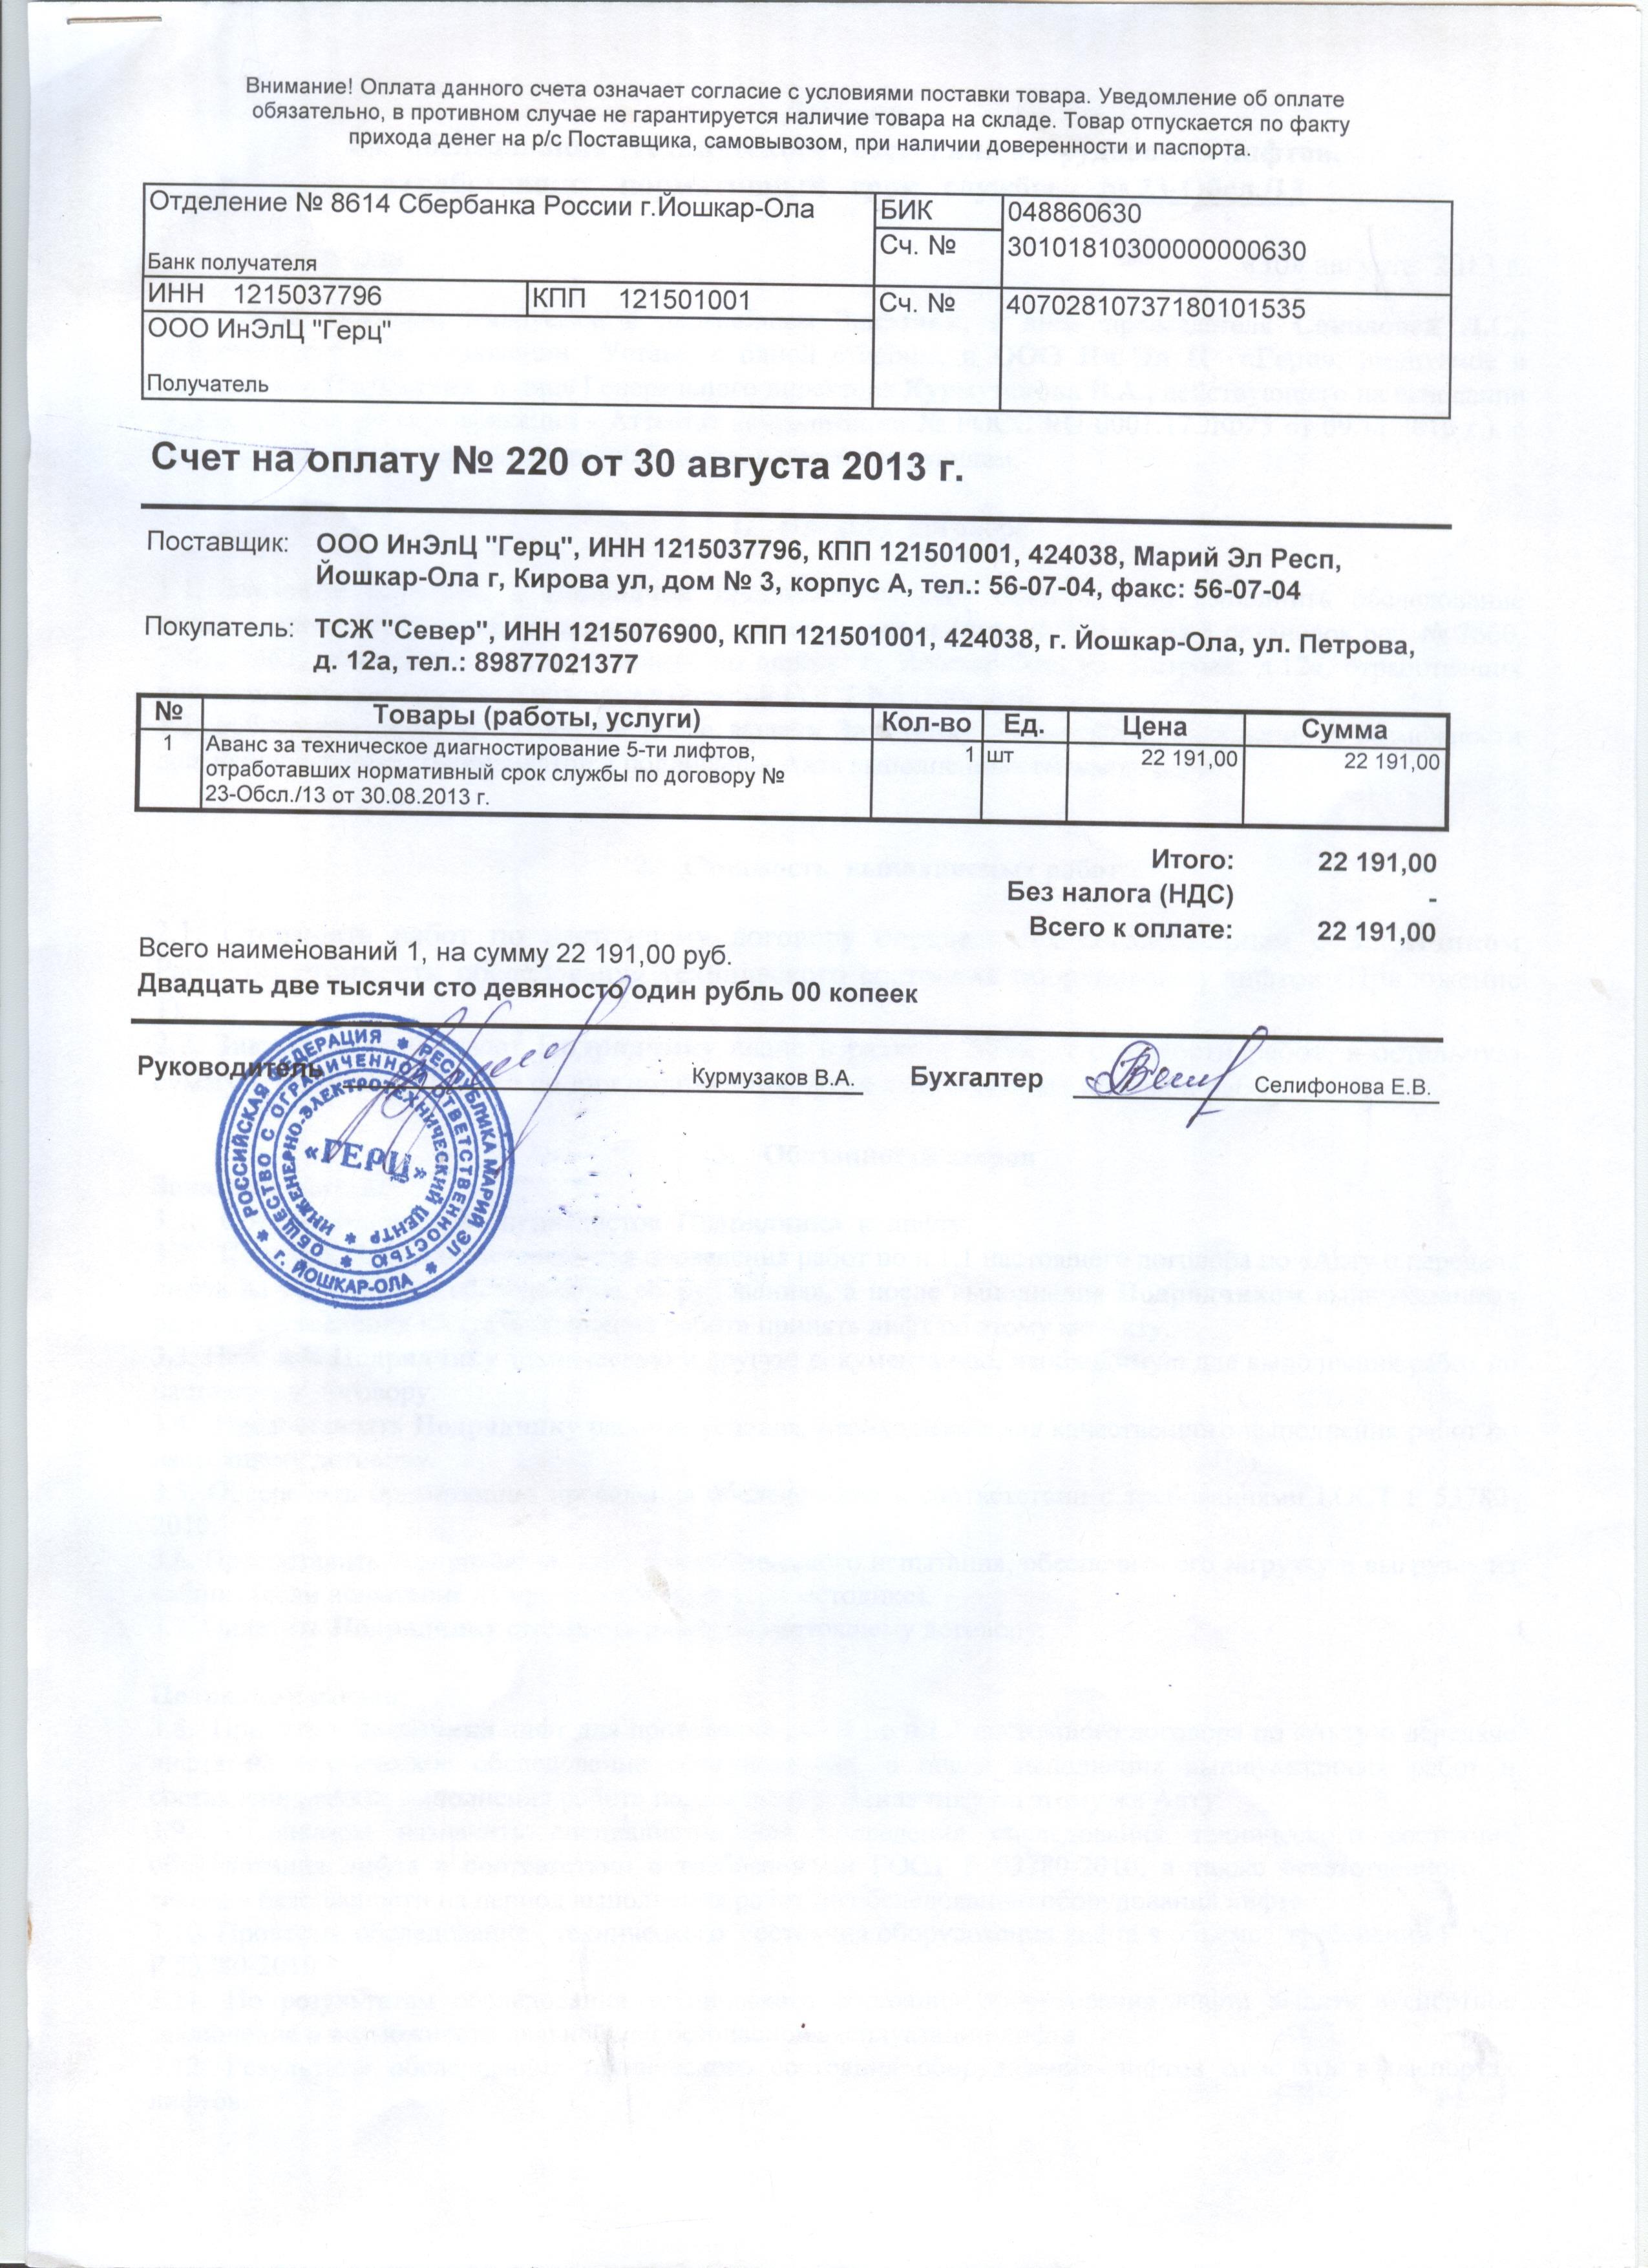 Внимание! Оплата данного счета означает согласие с условиями поставки товара. Уведомление об оплате
обязательно, в противном случае не гарантируется наличие товара на складе. Товар отпускается по факту
прихода денег на р/с Поставщика, самовывозом, при наличии доверенности и паспорта.
Отделение № 8614 Сбербанка России г.Йошкар-Ола БИК 048860630
Сч. № 30101810300000000630
Банк получателя
ИНН 1215037796 КПП 121501001 Сч. № 40702810737180101535
ООО ИнЭлЦ "Герц"
Получатель
Счет на оплату № 220 от 30 августа 2013 г.
Поставщик: ООО ИнЭлЦ "Герц", ИНН 1215037796, КПП 121501001, 424038, Марий Эл Респ,
Йошкар-Ола г, Кирова ул, дом № 3, корпус А, тел.: 56-07-04, факс: 56-07-04
Покупатель: ТСЖ "Север", ИНН 1215076900, КПП 121501001, 424038, г. Йошкар-Ола, ул. Петрова,
д. 12а, тел.: 89877021377
№ Товары (работы, услуги) Кол-во Ед. Цена Сумма
1 Аванс за техническое диагностирование 5-ти лифтов, 1 шт 22 191,00 22 191,00
отработавших нормативный срок службы по договору №
23-Обсл./13 от 30.08.2013 г.
Итого: 22 191,00
Без налога (НДС) -
Всего к оплате: 22 191,00
Всего наименований 1, на сумму 22 191,00 руб.
Двадцать две тысячи сто девяносто один рубль 00 копеек
Руководитель Курмузаков В.А. Бухгалтер Селифонова Е.В.
РОССИЙСКАЯ ФЕДЕРАЦИЯ * РЕСПУБЛИКА МАРИЙ ЭЛ * г. ЙОШКАР-ОЛА *
ОБЩЕСТВО С ОГРАНИЧЕННОЙ ОТВЕТСТВЕННОСТЬЮ *
ИНЖЕНЕРНО-ЭЛЕКТРОТЕХНИЧЕСКИЙ ЦЕНТР *
«ГЕРЦ»